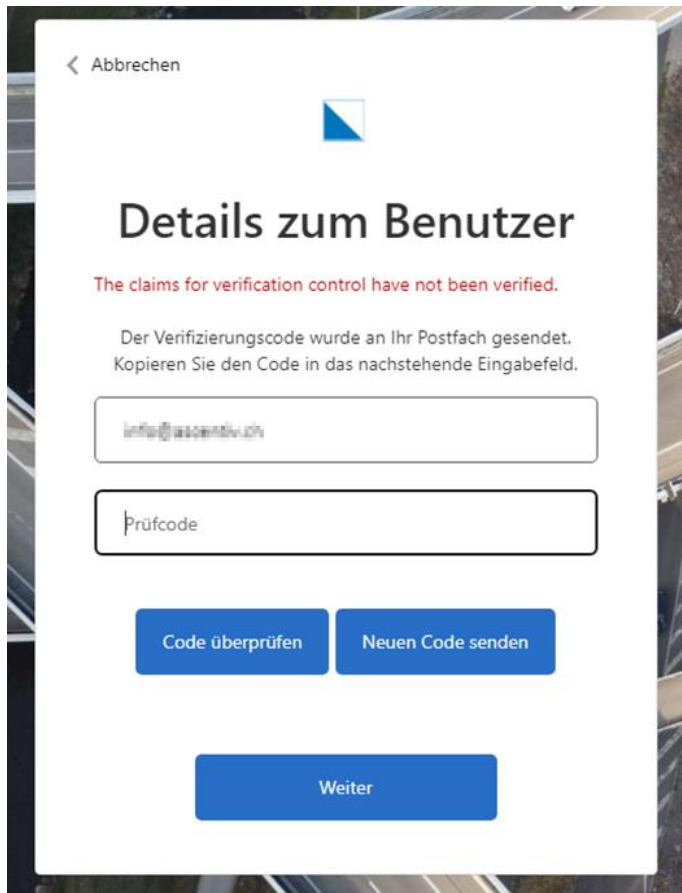 Abbrechen
Details zum Benutzer
The claims for verification control have not been verified.
Der Verifizierungscode wurde an Ihr Postfach gesendet.
Kopieren Sie den Code in das nachstehende Eingabefeld.
Prüfcode
Code überprüfen
Neuen Code senden
Weiter